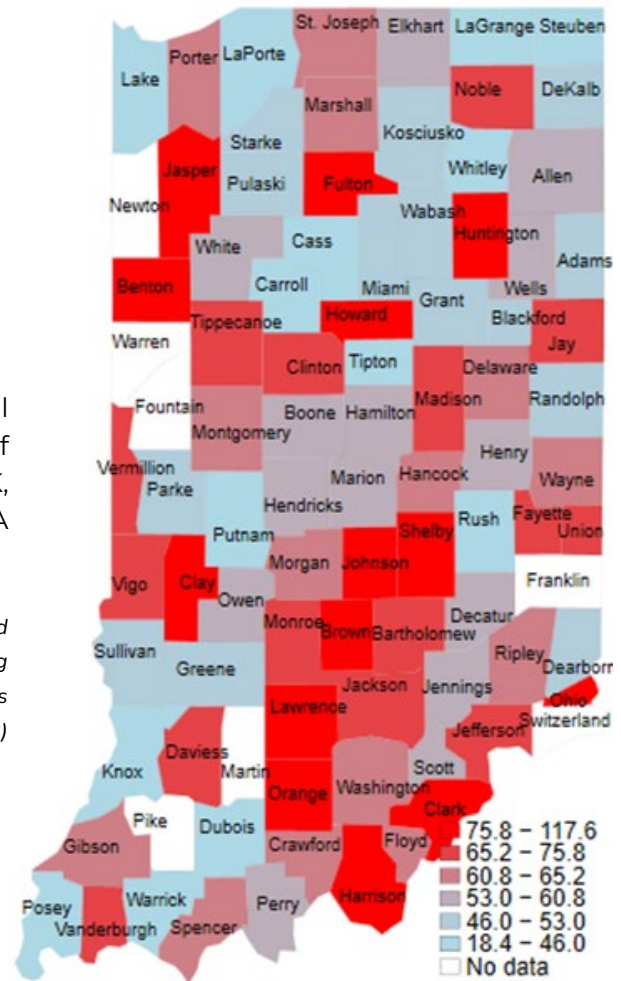 St. Joseph Elkhart LaGrange Steuben
Porter LaPorte
Lake
Noble DeKalb
Marshall
Kosciusko
Starke
Jasper Whitley Allen
Pulaski Fulton
Newton Wabash
Huntington
White Cass
Adams
Benton Carroll Miami Wells
Grant
Tippecanoe Howard Blackford
Warren Jay
Clinton Tipton Delaware
Fountain Boone Hamilton Madison Randolph
Montgomery
Henry
Vermillion Marion Hancock Wayne
Parke
Hendricks
Putnam Shelby Rush Fayette
Union
Vigo Clay Morgan Johnson
Franklin
Owen
Monroe Brown Bartholomew Decatur
Sullivan Ripley
Greene Dearborn
Jackson Jennings
Lawrence Ohio
Jefferson Switzerland
Daviess
Knox Martin Scott
Orange Washington
Pike Clark
Dubois
Gibson Crawford Floyd
Harrison
Posey Warrick Perry
Vanderburgh Spencer
l
f
,
A
d
g
s
)
75.8 – 117.6
65.2 – 75.8
60.8 – 65.2
53.0 – 60.8
46.0 – 53.0
18.4 – 46.0
No data